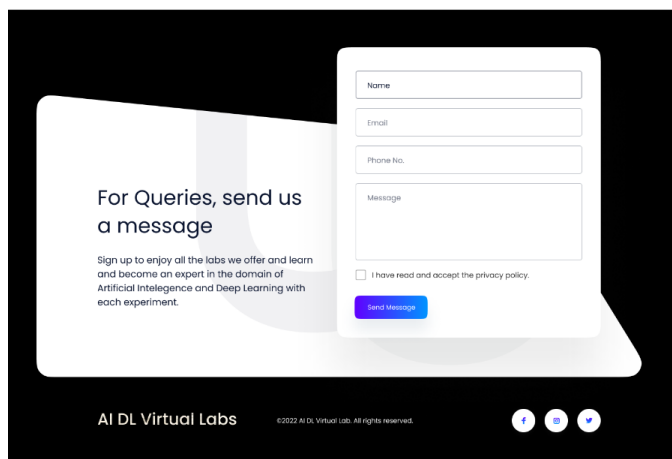 For Queries, send us
a message
Sign up to enjoy all the labs we offer and learn
and become an expert in the domain of
Artificial Intelegence and Deep Learning with
each experiment.
Name
Email
Phone No.
Message
I have read and accept the privacy policy.
Send Message
AI DL Virtual Labs
©2022 AI DL Virtual Lab. All rights reserved.